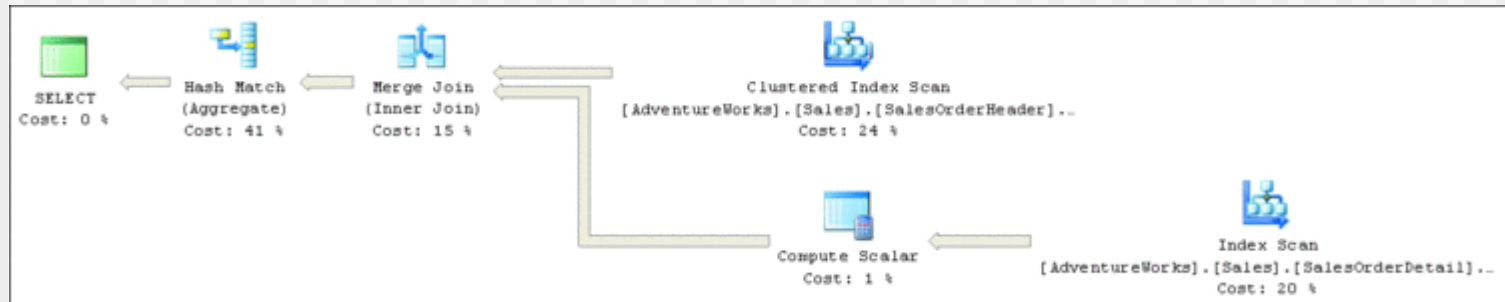 SELECT
Cost: 0 %
Hash Match
(Aggregate)
Cost: 41 %
Merge Join
(Inner Join)
Cost: 15 %
Clustered Index Scan
[AdventureWorks].[Sales].[SalesOrderHeader]...
Cost: 24 %
Compute Scalar
Cost: 1 %
Index Scan
[AdventureWorks].[Sales].[SalesOrderDetail]...
Cost: 20 %